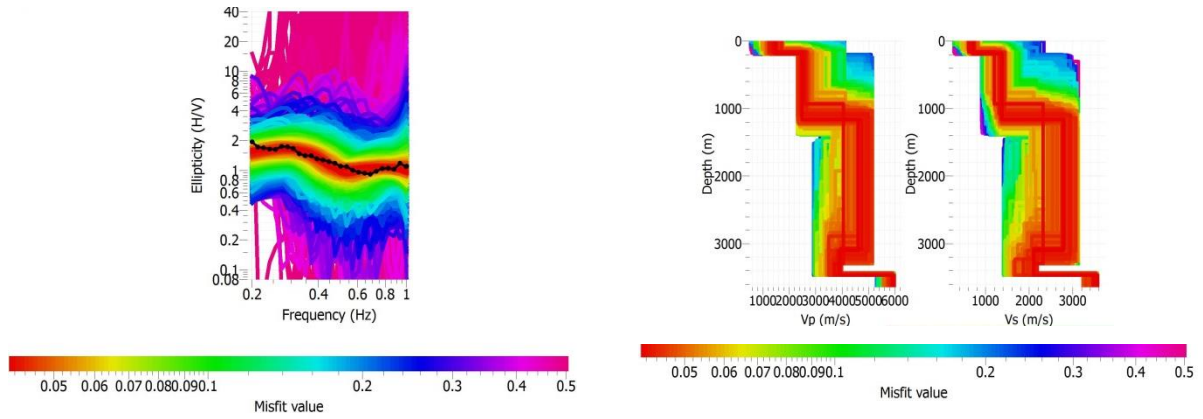 40
20
10
8
6
4
2
1
0.8
0.6
0.4
0.2
0.1
0.08
Ellipticity (H/V)
0.2 0.4 0.6 0.8 1
Frequency (Hz)
0.05 0.06 0.07 0.08 0.09 0.1 0.2 0.3 0.4 0.5
Misfit value
0
1000
2000
3000
Depth (m)
1000 2000 3000 4000 5000 6000
Vp (m/s)
0
1000
2000
3000
Depth (m)
1000 2000 3000
Vs (m/s)
0.05 0.06 0.07 0.08 0.09 0.1 0.2 0.3 0.4 0.5
Misfit value